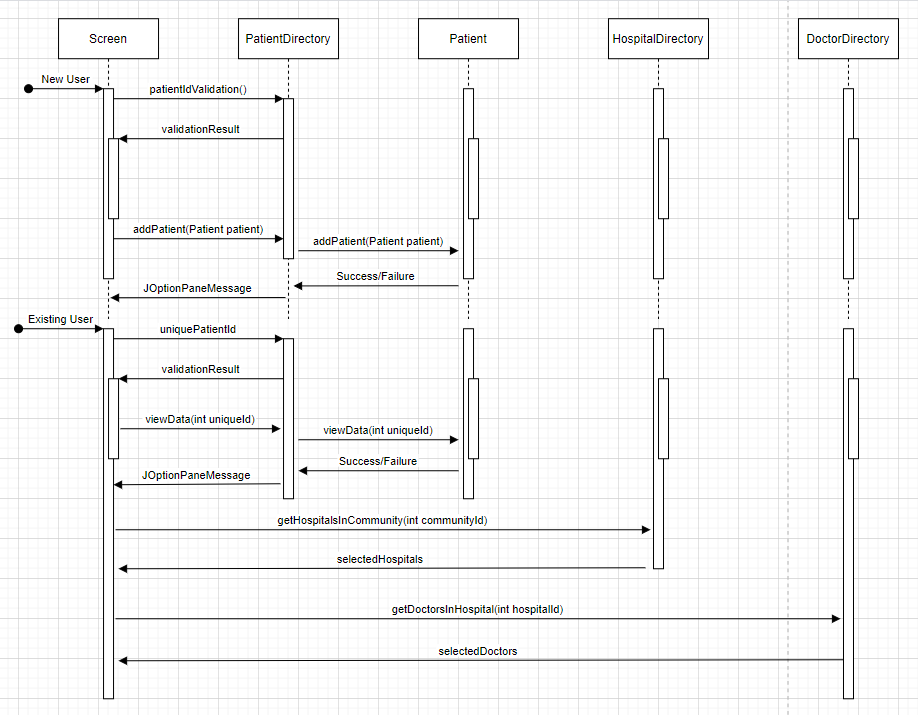 Screen
PatientDirectory
Patient
HospitalDirectory
DoctorDirectory
New User
patientIdValidation()
validationResult
addPatient(Patient patient)
addPatient(Patient patient)
Success/Failure
JOptionPaneMessage
Existing User
uniquePatientId
validationResult
viewData(int uniqueId)
viewData(int uniqueId)
Success/Failure
JOptionPaneMessage
getHospitalsInCommunity(int communityId)
selectedHospitals
getDoctorsInHospital(int hospitalId)
selectedDoctors